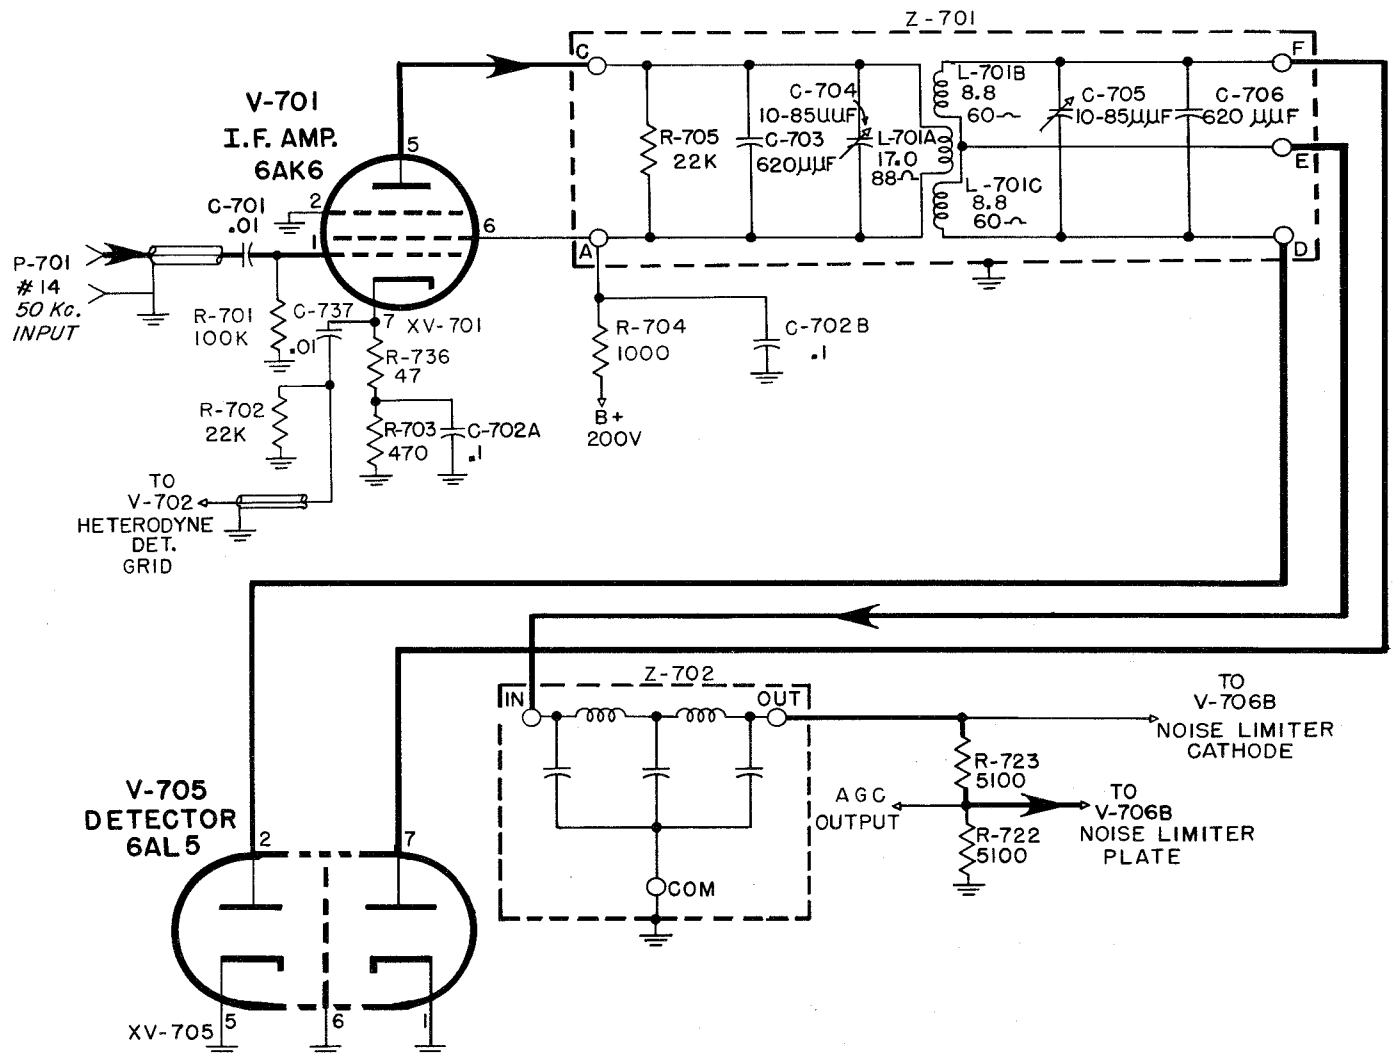 Z-701
V-701
I.F. AMP.
6AK6
5
2
1
6
7
XV-701
C-701
.01
P-701
#14
50 Kc.
INPUT
R-701
100K
C-737
.01
R-736
47
R-702
22K
R-703
470
C-702A
.1
TO
V-702
HETERODYNE
DET.
GRID
C
A
R-705
22K
C-703
620µµF
C-704
10-85µµF
L-701A
17.0
88~
L-701B
8.8
60~
L-701C
8.8
60~
C-705
10-85µµF
C-706
620 µµF
F
E
D
R-704
1000
B+
200V
C-702B
.1
Z-702
IN
OUT
COM
TO
V-706B
NOISE LIMITER
CATHODE
R-723
5100
AGC
OUTPUT
TO
V-706B
NOISE LIMITER
PLATE
R-722
5100
V-705
DETECTOR
6AL5
2
7
XV-705
5
6
1